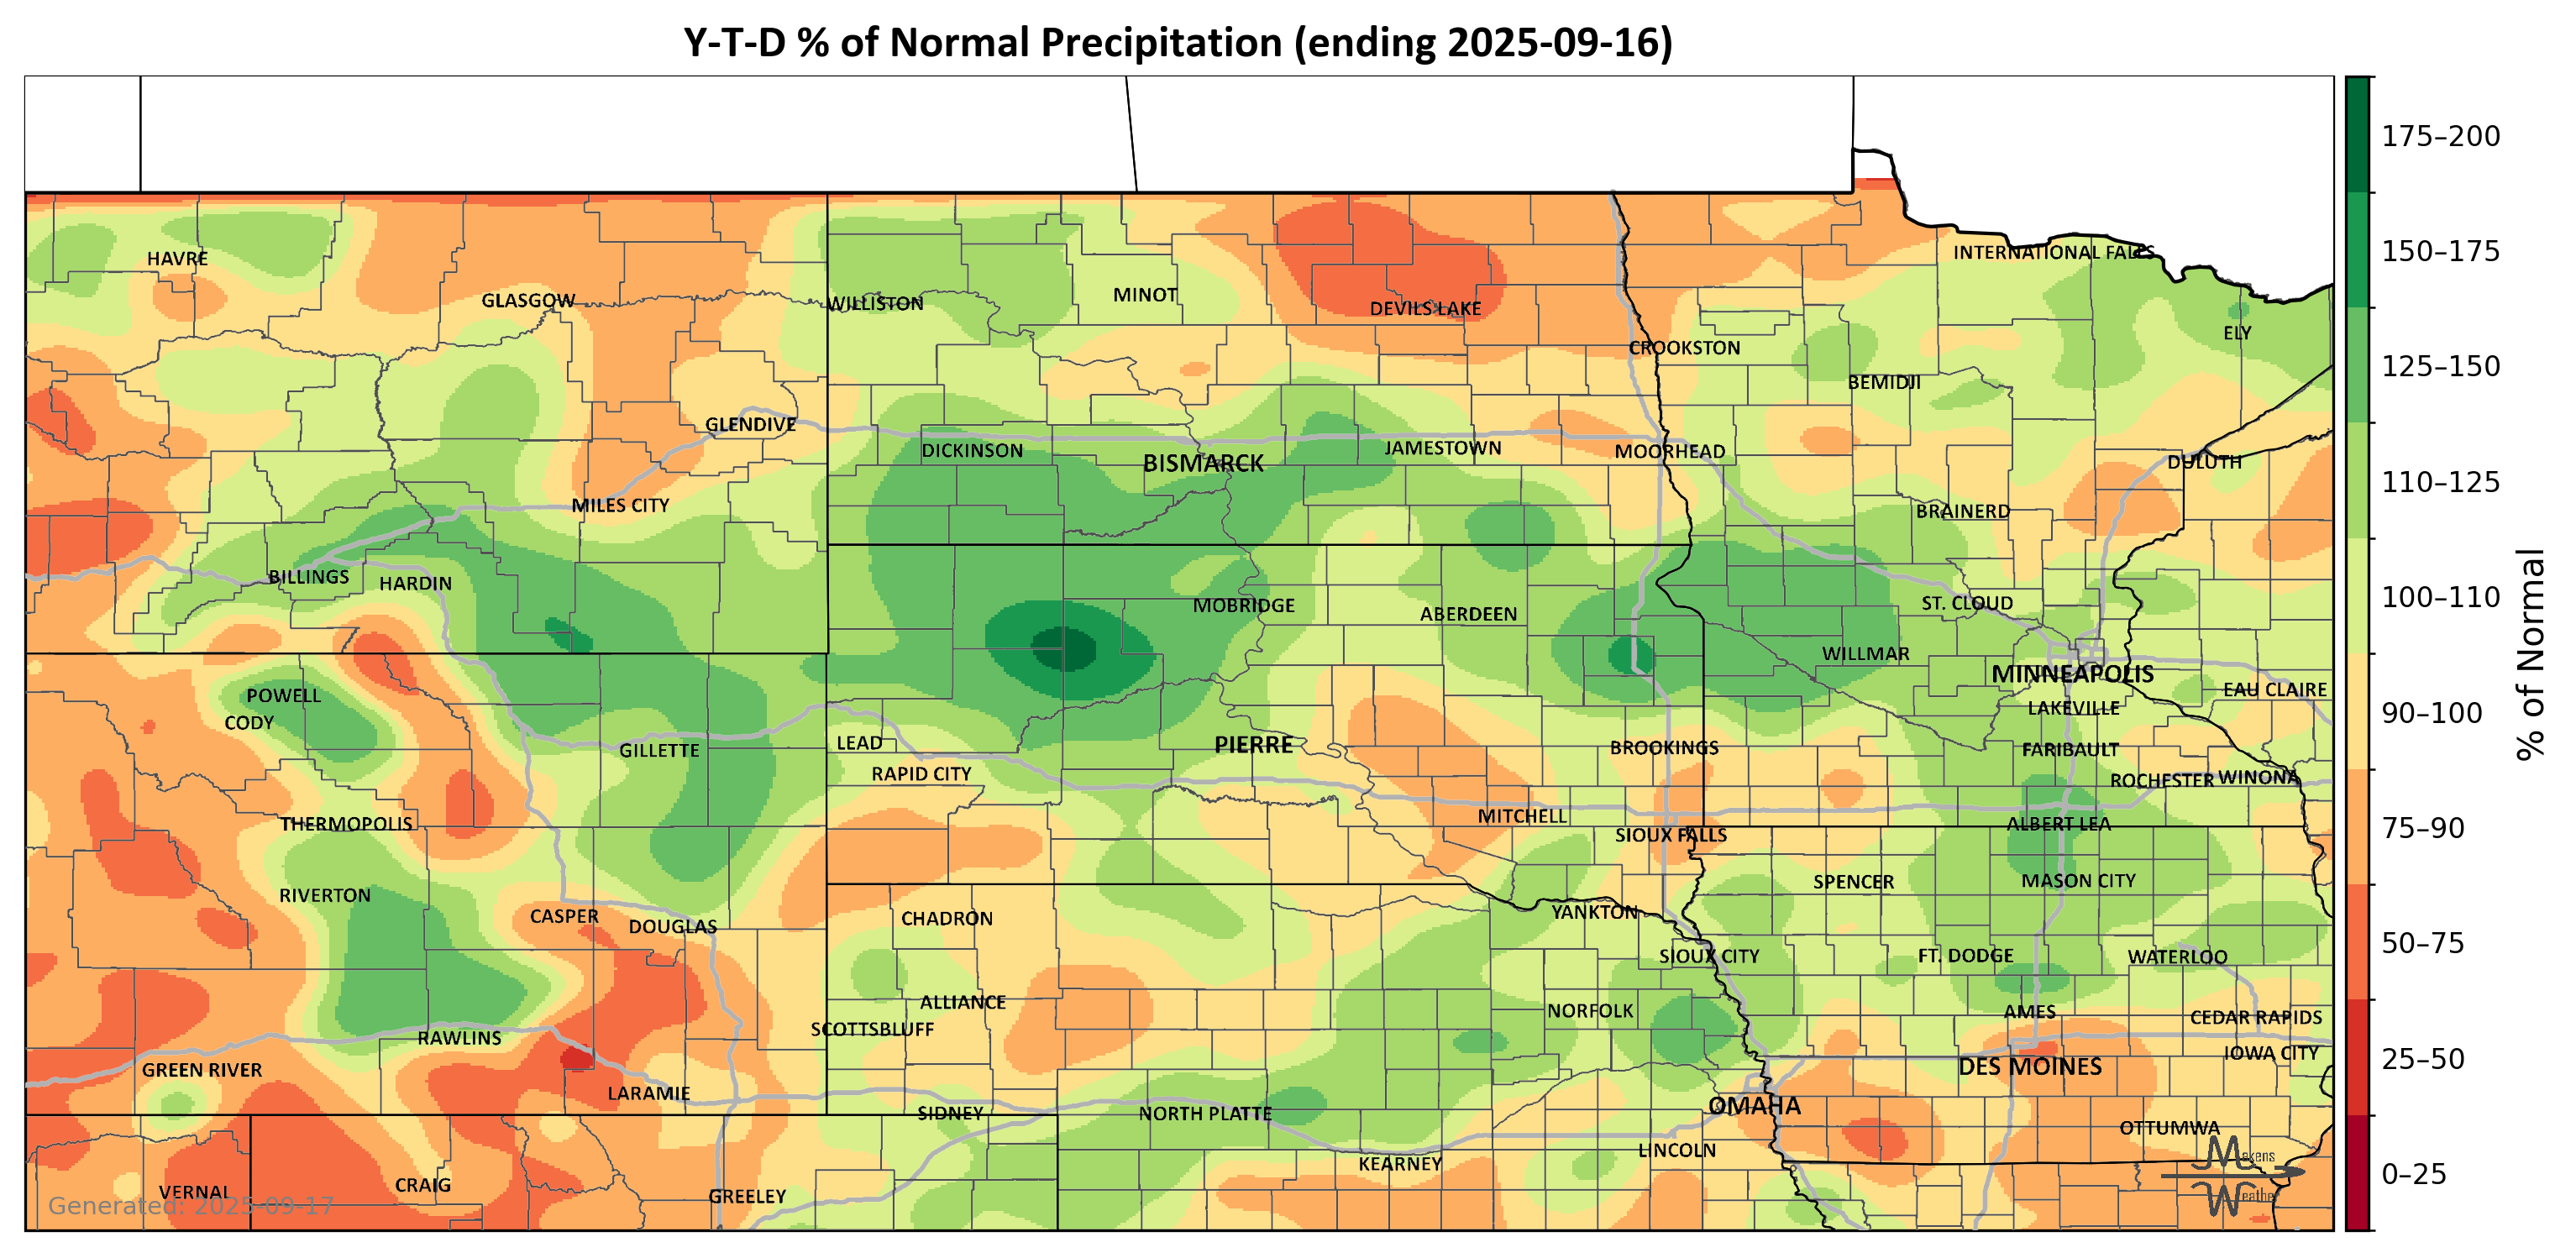 Y-T-D % of Normal Precipitation (ending 2025-09-16)
175–200
150–175
125–150
110–125
100–110
90–100
75–90
50–75
25–50
0–25
% of Normal
HAVRE
INTERNATIONAL FALLS
GLASGOW
WILLISTON
MINOT
DEVILS LAKE
ELY
CROOKSTON
BEMIDJI
GLENDIVE
DICKINSON
BISMARCK
JAMESTOWN
MOORHEAD
DULUTH
MILES CITY
BRAINERD
BILLINGS
HARDIN
MOBRIDGE
ABERDEEN
ST. CLOUD
WILLMAR
MINNEAPOLIS
POWELL
EAU CLAIRE
CODY
LAKEVILLE
GILLETTE
LEAD
PIERRE
BROOKINGS
FARIBAULT
RAPID CITY
ROCHESTER
WINONA
THERMOPOLIS
MITCHELL
SIOUX FALLS
ALBERT LEA
RIVERTON
SPENCER
MASON CITY
CASPER
DOUGLAS
CHADRON
YANKTON
SIOUX CITY
FT. DODGE
WATERLOO
ALLIANCE
NORFOLK
AMES
CEDAR RAPIDS
RAWLINS
SCOTTSBLUFF
GREEN RIVER
DES MOINES
IOWA CITY
LARAMIE
SIDNEY
NORTH PLATTE
OMAHA
OTTUMWA
KEARNEY
LINCOLN
VERNAL
CRAIG
GREELEY
Generated: 2025-09-17
Makens
Weather